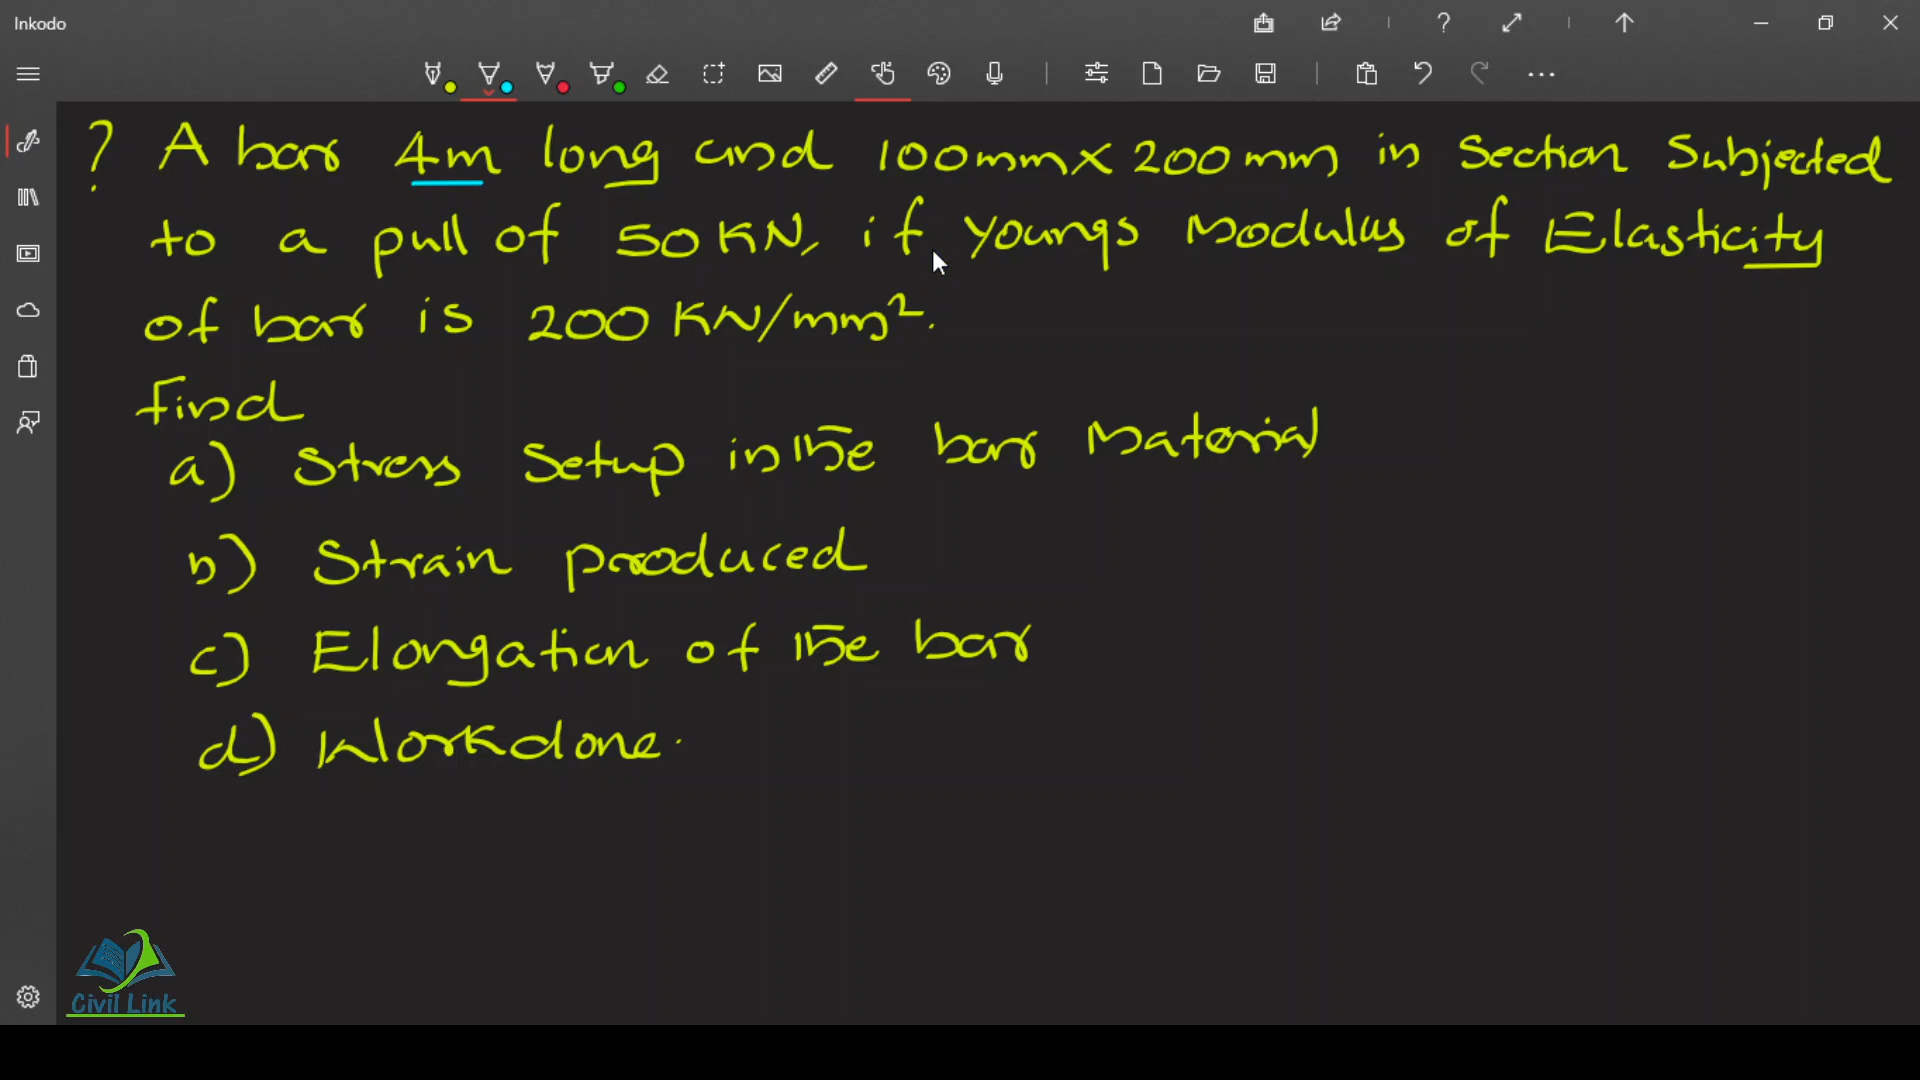 Inkodo
? A bar 4m long and 100mm x 200mm in Section Subjected
to a pull of 50KN, if Youngs Modulus of Elasticity
of bar is 200 KN/mm².
Find
a) Stress Setup in the bar Material
b) Strain produced
c) Elongation of the bar
d) Workdone.
Civil Link